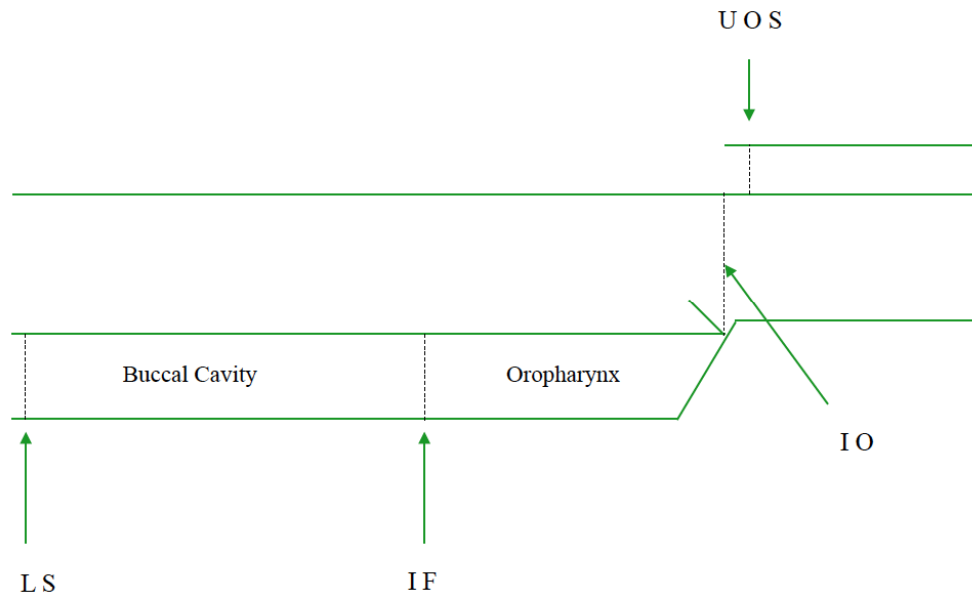 U O S
Buccal Cavity
Oropharynx
I O
L S
I F